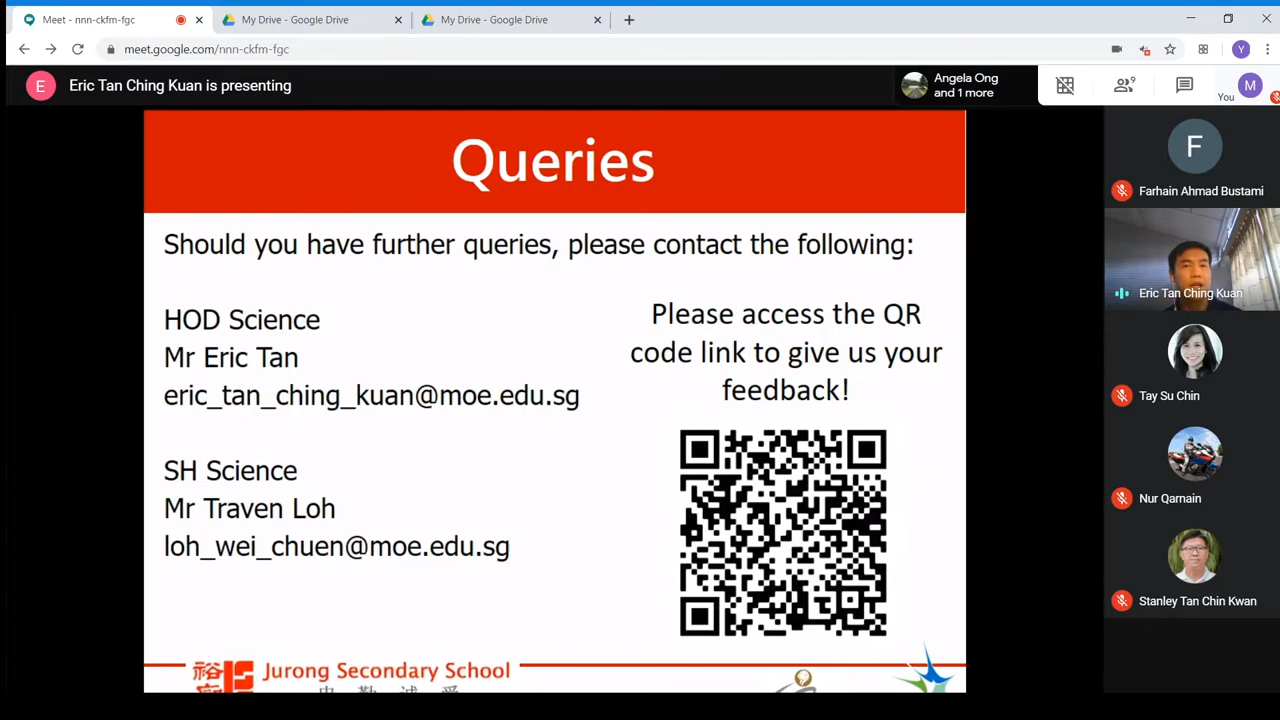 Meet - nnn-ckfm-fgc
My Drive - Google Drive
My Drive - Google Drive
meet.google.com/nnn-ckfm-fgc
Y
E
Eric Tan Ching Kuan is presenting
Angela Ong
and 1 more
9
You
M
Queries
Should you have further queries, please contact the following:
HOD Science
Mr Eric Tan
eric_tan_ching_kuan@moe.edu.sg
SH Science
Mr Traven Loh
loh_wei_chuen@moe.edu.sg
Please access the QR
code link to give us your
feedback!
Jurong Secondary School
F
Farhain Ahmad Bustami
Eric Tan Ching Kuan
Tay Su Chin
Nur Qarnain
Stanley Tan Chin Kwan